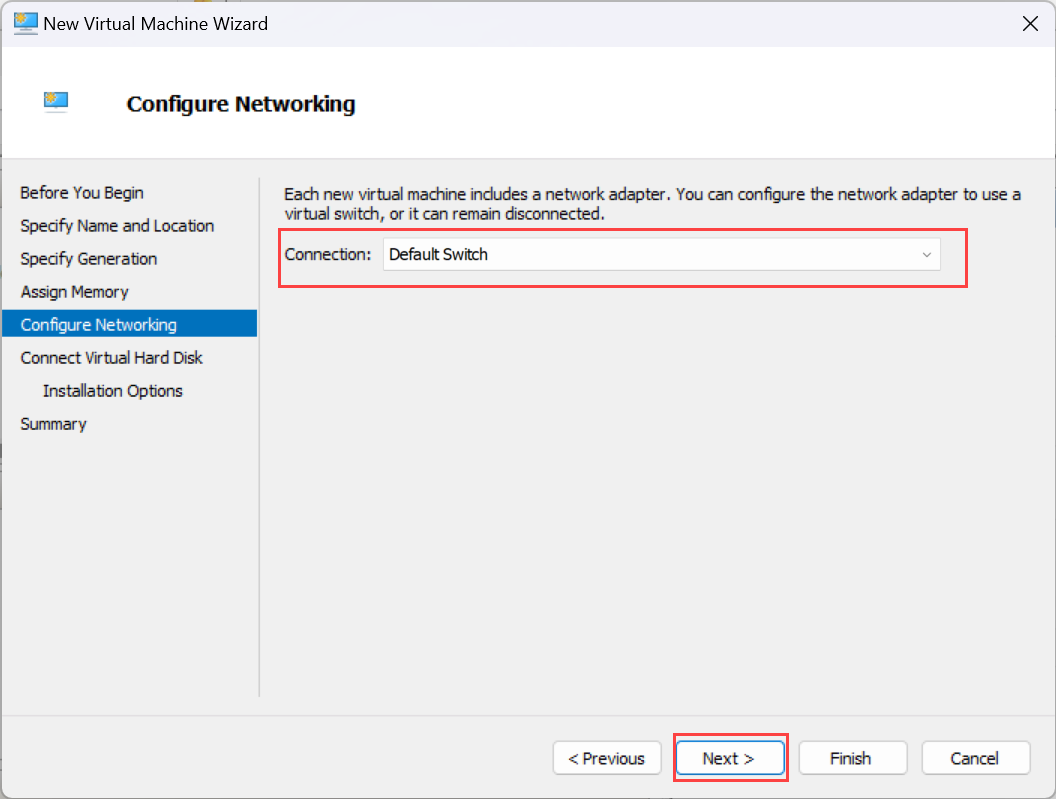 New Virtual Machine Wizard
Configure Networking
Before You Begin
Specify Name and Location
Specify Generation
Assign Memory
Configure Networking
Connect Virtual Hard Disk
Installation Options
Summary
Each new virtual machine includes a network adapter. You can configure the network adapter to use a
virtual switch, or it can remain disconnected.
Connection: Default Switch
< Previous Next > Finish Cancel